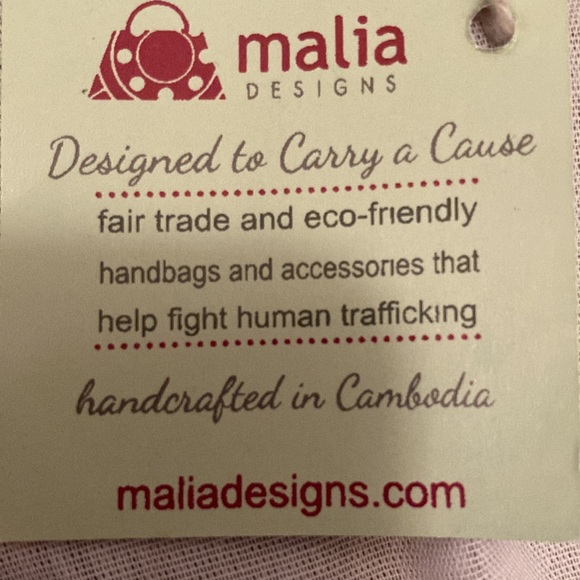 malia
DESIGNS
Designed to Carry a Cause
fair trade and eco-friendly
handbags and accessories that
help fight human trafficking
handcrafted in Cambodia
maliadesigns.com